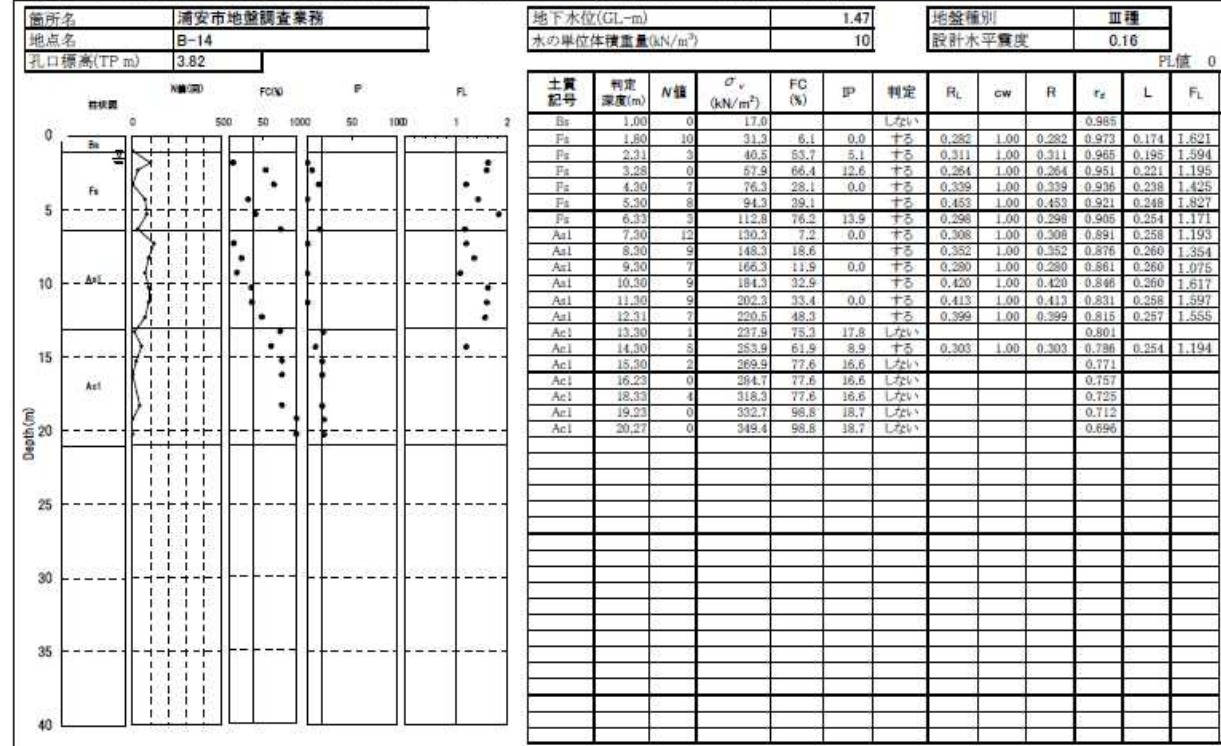 箇所名 浦安市地盤調査業務
地点名 B-14
孔口標高(TP m) 3.82
地下水位(GL-m) 1.47
水の単位体積重量(kN/m³) 10
地盤種別 Ⅲ種
設計水平震度 0.16
PL値 0
柱状図 N値(回) FC(%) IP FL
0 50 0 50 100 0 50 100 0 1 2
Depth(m)
0
5
10
15
20
25
30
35
40
Bs
Fs
As1
Ac1
土質記号 判定深度(m) N値 σv (kN/m²) FC (%) IP 判定 RL cw R rd L FL
Bs 1.00 0 17.0 しない 0.985
Fs 1.80 10 31.3 6.1 0.0 する 0.282 1.00 0.282 0.973 0.174 1.621
Fs 2.31 3 40.5 53.7 5.1 する 0.311 1.00 0.311 0.965 0.195 1.594
Fs 3.28 0 57.9 66.4 12.6 する 0.264 1.00 0.264 0.951 0.221 1.195
Fs 4.30 7 76.3 28.1 0.0 する 0.339 1.00 0.339 0.936 0.238 1.425
Fs 5.30 8 94.3 39.1 する 0.453 1.00 0.453 0.921 0.248 1.827
Fs 6.33 3 112.8 76.2 13.9 する 0.298 1.00 0.298 0.905 0.254 1.171
As1 7.30 12 130.3 7.2 0.0 する 0.308 1.00 0.308 0.891 0.258 1.193
As1 8.30 9 148.3 18.6 する 0.352 1.00 0.352 0.876 0.260 1.354
As1 9.30 7 166.3 11.9 0.0 する 0.280 1.00 0.280 0.861 0.260 1.075
As1 10.30 9 184.3 32.9 する 0.420 1.00 0.420 0.846 0.260 1.617
As1 11.30 9 202.3 33.4 0.0 する 0.413 1.00 0.413 0.831 0.258 1.597
As1 12.31 7 220.5 48.3 する 0.399 1.00 0.399 0.815 0.257 1.555
Ac1 13.30 1 237.9 75.3 17.8 しない 0.801
Ac1 14.30 5 253.9 61.9 8.9 する 0.303 1.00 0.303 0.786 0.254 1.194
Ac1 15.30 2 269.9 77.6 16.6 しない 0.771
Ac1 16.23 0 284.7 77.6 16.6 しない 0.757
Ac1 18.33 4 318.3 77.6 16.6 しない 0.725
Ac1 19.23 0 332.7 98.8 18.7 しない 0.712
Ac1 20.27 0 349.4 98.8 18.7 しない 0.696